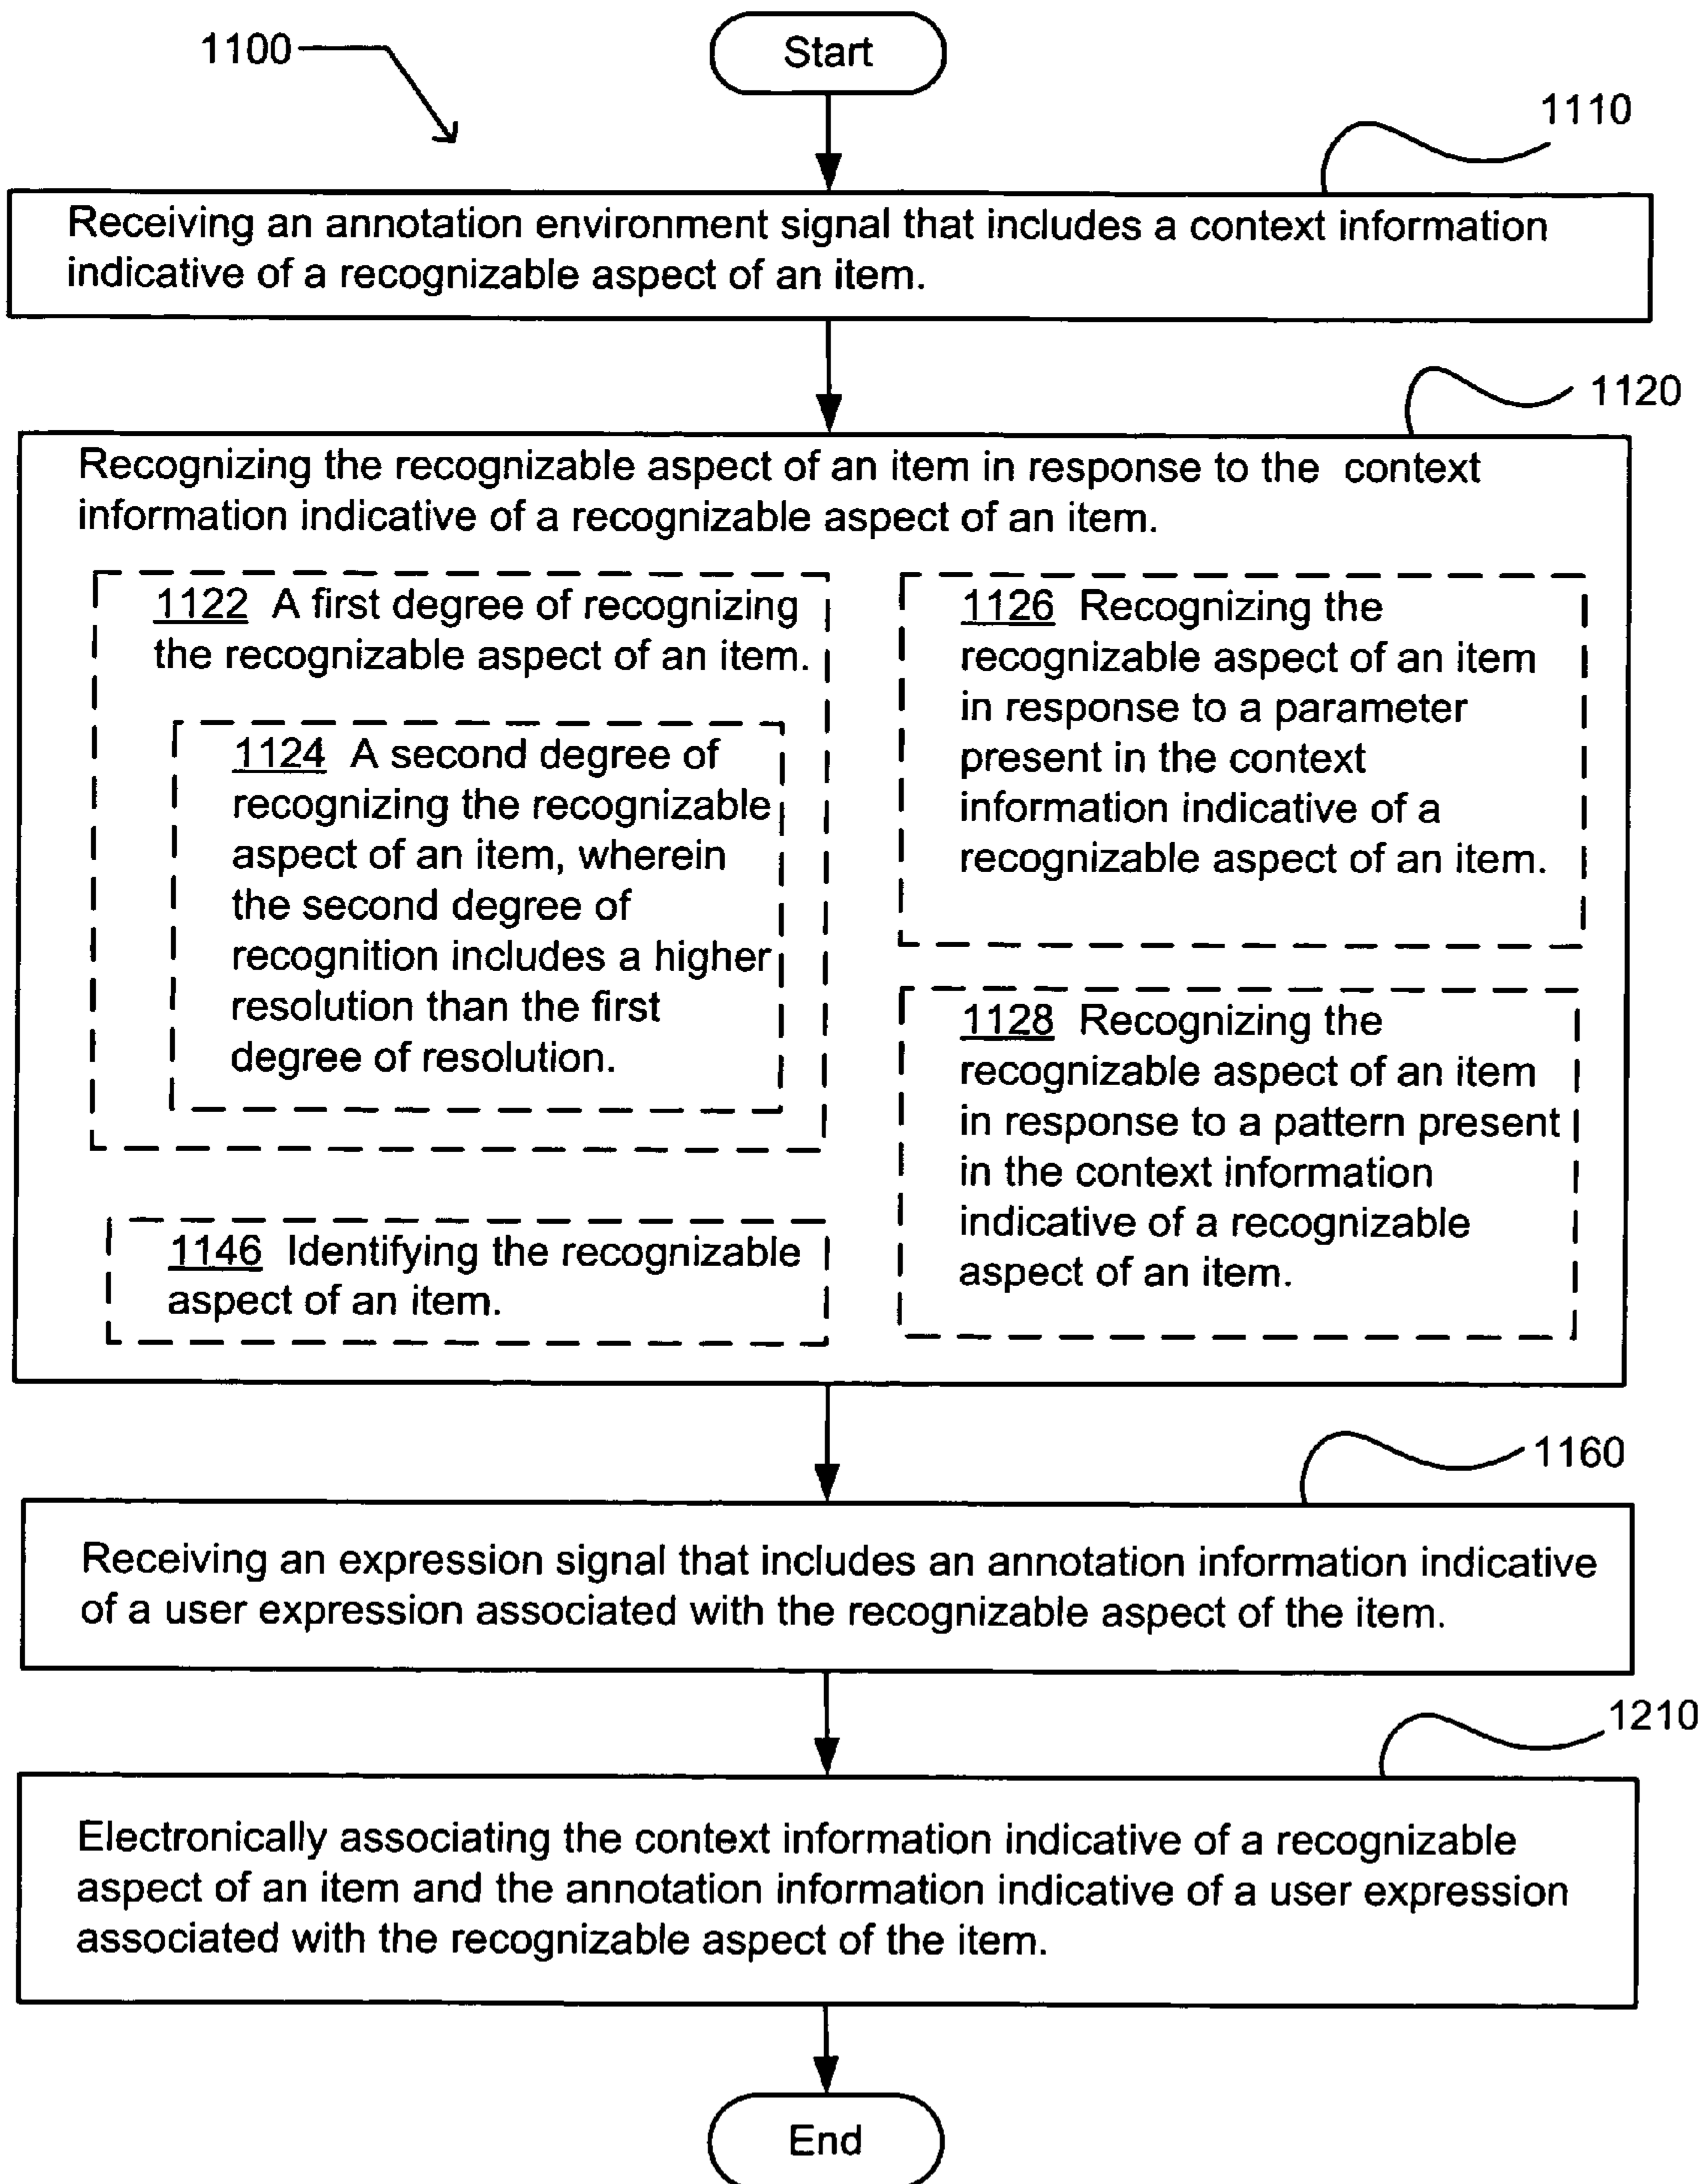 1100
Start
1110
Receiving an annotation environment signal that includes a context information
indicative of a recognizable aspect of an item.
1120
Recognizing the recognizable aspect of an item in response to the context
information indicative of a recognizable aspect of an item.
1122 A first degree of recognizing
the recognizable aspect of an item.
1124 A second degree of
recognizing the recognizable
aspect of an item, wherein
the second degree of
recognition includes a higher
resolution than the first
degree of resolution.
1146 Identifying the recognizable
aspect of an item.
1126 Recognizing the
recognizable aspect of an item
in response to a parameter
present in the context
information indicative of a
recognizable aspect of an item.
1128 Recognizing the
recognizable aspect of an item
in response to a pattern present
in the context information
indicative of a recognizable
aspect of an item.
1160
Receiving an expression signal that includes an annotation information indicative
of a user expression associated with the recognizable aspect of the item.
1210
Electronically associating the context information indicative of a recognizable
aspect of an item and the annotation information indicative of a user expression
associated with the recognizable aspect of the item.
End